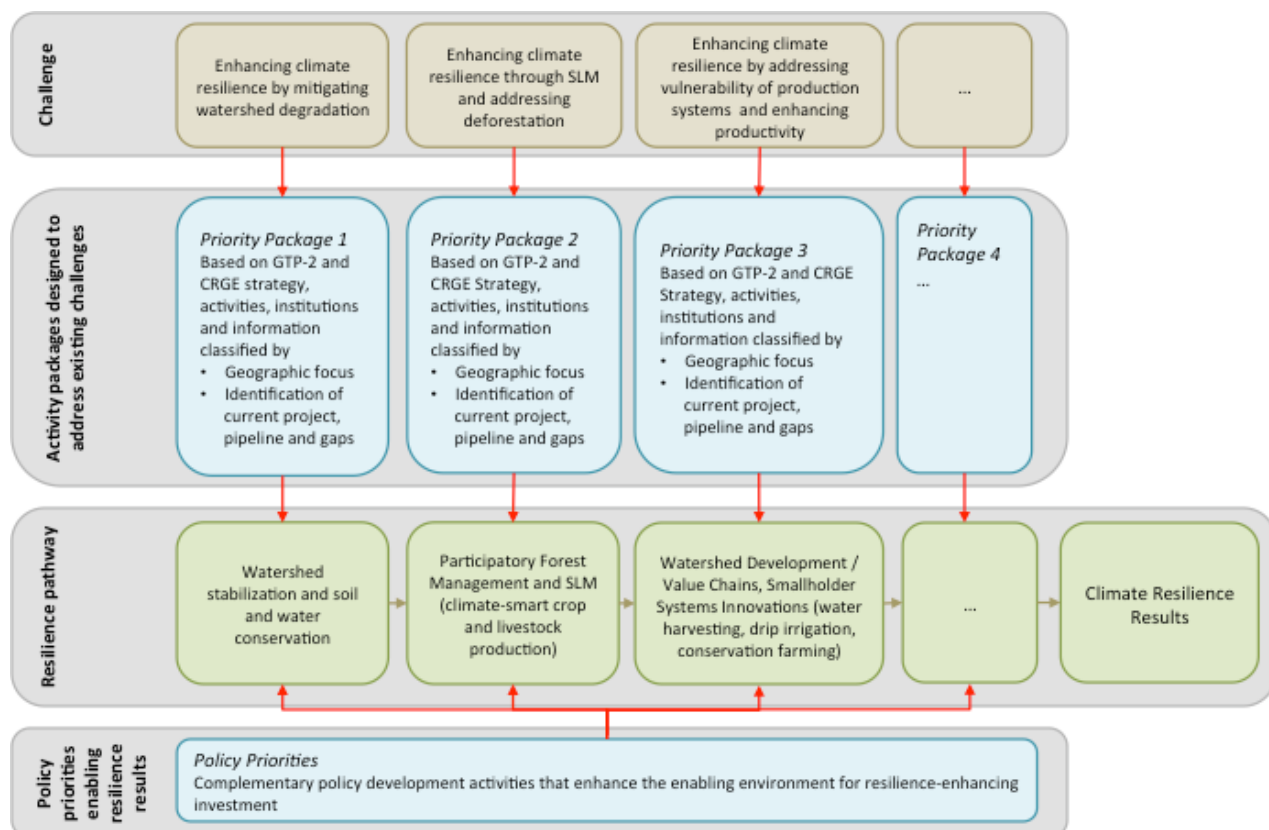 Challenge
Enhancing climate
resilience by mitigating
watershed degradation
Enhancing climate
resilience through SLM
and addressing
deforestation
Enhancing climate
resilience by addressing
vulnerability of production
systems and enhancing
productivity
...
Activity packages designed to
address existing challenges
Priority Package 1
Based on GTP-2 and
CRGE strategy,
activities, institutions
and information
classified by
• Geographic focus
• Identification of
current project,
pipeline and gaps
Priority Package 2
Based on GTP-2 and
CRGE Strategy,
activities, institutions
and information
classified by
• Geographic focus
• Identification of
current project,
pipeline and gaps
Priority Package 3
Based on GTP-2 and CRGE
Strategy, activities,
institutions and
information classified by
• Geographic focus
• Identification of
current project,
pipeline and gaps
Priority
Package 4
...
Resilience pathway
Watershed
stabilization and soil
and water
conservation
Participatory Forest
Management and SLM
(climate-smart crop
and livestock
production)
Watershed Development /
Value Chains, Smallholder
Systems Innovations (water
harvesting, drip irrigation,
conservation farming)
...
Climate Resilience
Results
Policy
priorities
enabling
resilience
results
Policy Priorities
Complementary policy development activities that enhance the enabling environment for resilience-enhancing
investment